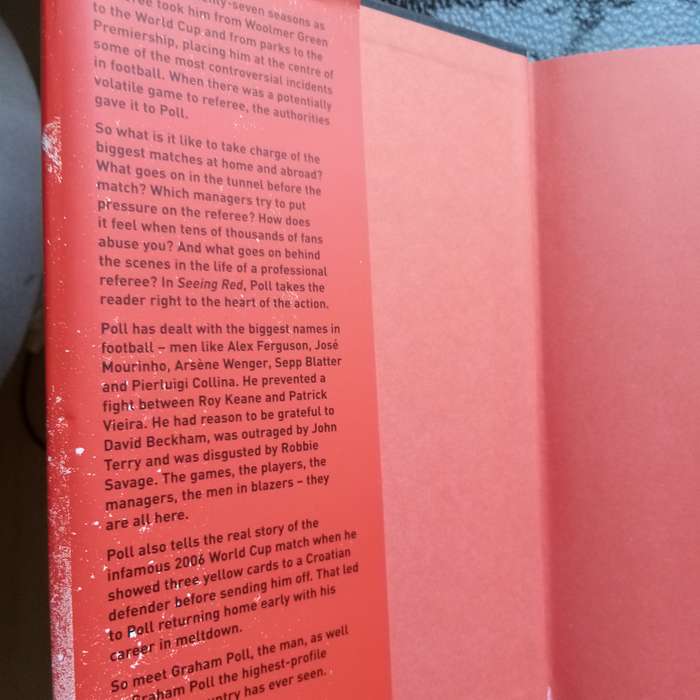 seasons as
took him from Woolmer Green
to the World Cup and from parks to the
Premiership, placing him at the centre of
some of the most controversial incidents
in football. When there was a potentially
volatile game to referee, the authorities
gave it to Poll.
So what is it like to take charge of the
biggest matches at home and abroad?
What goes on in the tunnel before the
match? Which managers try to put
pressure on the referee? How does
it feel when tens of thousands of fans
abuse you? And what goes on behind
the scenes in the life of a professional
referee? In Seeing Red, Poll takes the
reader right to the heart of the action.
Poll has dealt with the biggest names in
football – men like Alex Ferguson, José
Mourinho, Arsène Wenger, Sepp Blatter
and Pierluigi Collina. He prevented a
fight between Roy Keane and Patrick
Vieira. He had reason to be grateful to
David Beckham, was outraged by John
Terry and was disgusted by Robbie
Savage. The games, the players, the
managers, the men in blazers – they
are all here.
Poll also tells the real story of the
infamous 2006 World Cup match when he
showed three yellow cards to a Croatian
defender before sending him off. That led
to Poll returning home early with his
career in meltdown.
So meet Graham Poll, the man, as well
Graham Poll the highest-profile
has ever seen.